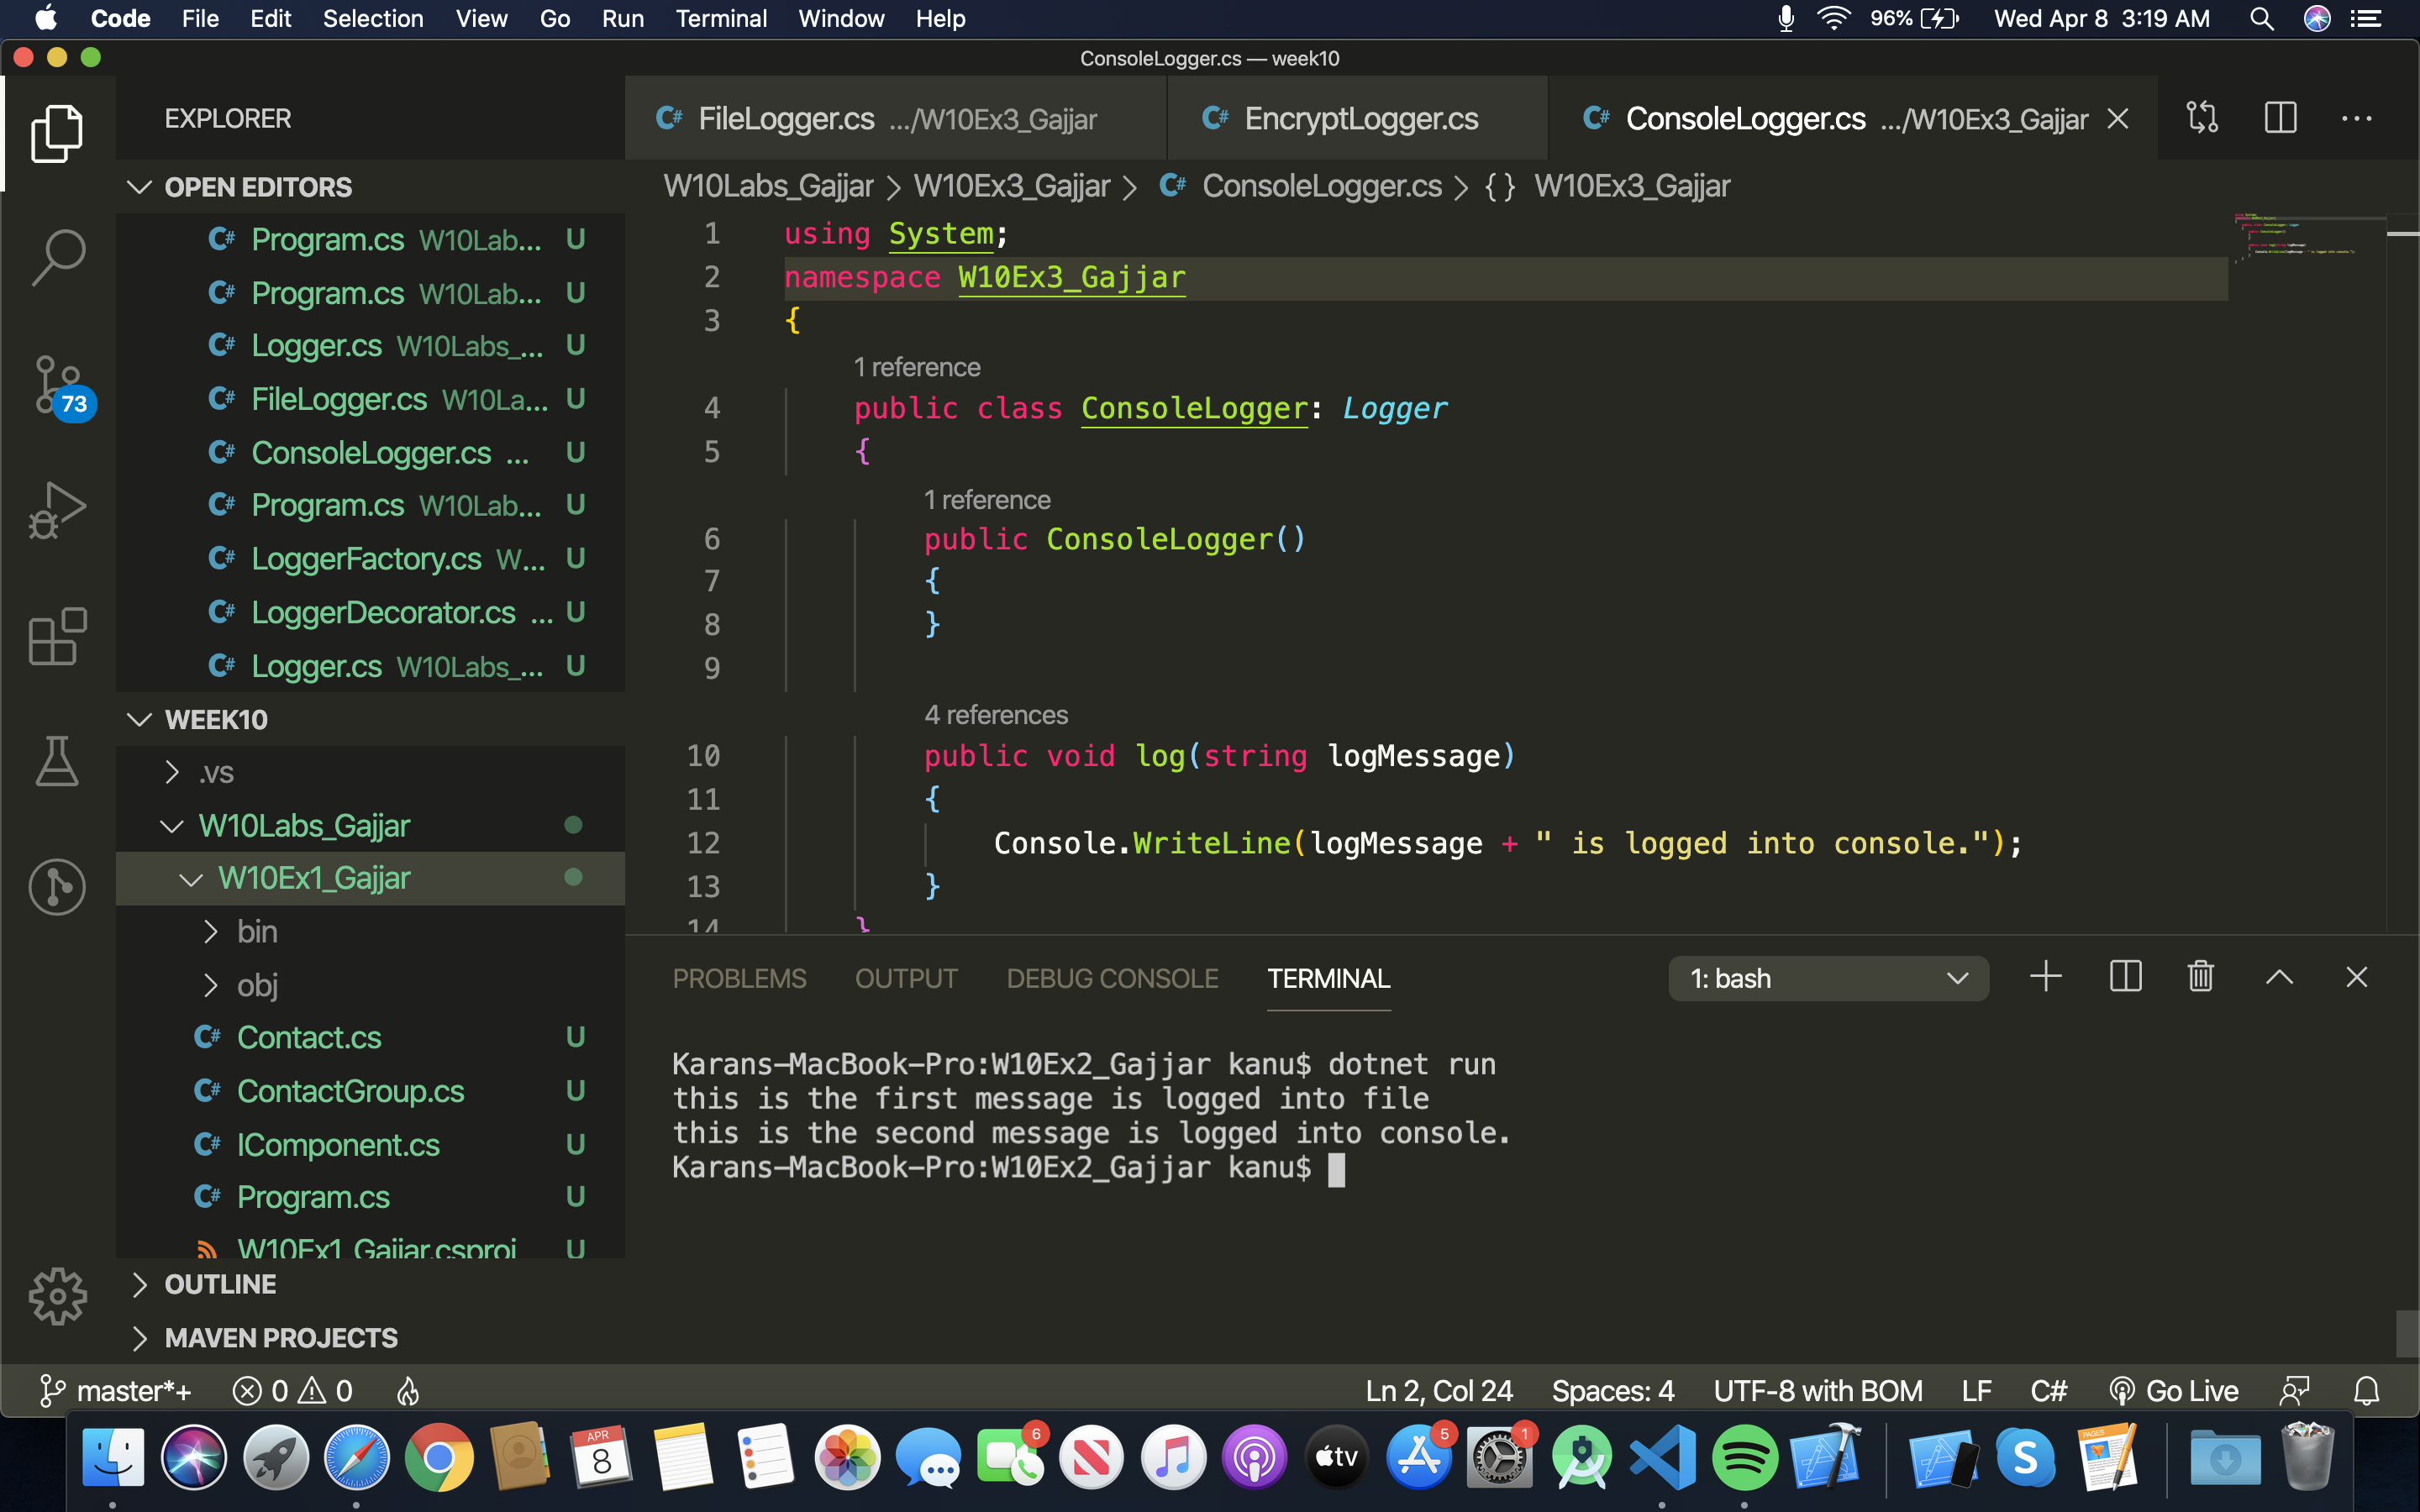 Code File Edit Selection View Go Run Terminal Window Help 96% Wed Apr 8 3:19 AM
ConsoleLogger.cs — week10
EXPLORER
OPEN EDITORS
Program.cs W10Lab... U
Program.cs W10Lab... U
Logger.cs W10Labs_... U
FileLogger.cs W10La... U
ConsoleLogger.cs ... U
Program.cs W10Lab... U
LoggerFactory.cs W... U
LoggerDecorator.cs ... U
Logger.cs W10Labs_... U
73
WEEK10
.vs
W10Labs_Gajjar
W10Ex1_Gajjar
bin
obj
Contact.cs U
ContactGroup.cs U
IComponent.cs U
Program.cs U
W10Ex1_Gajjar.csproj U
OUTLINE
MAVEN PROJECTS
FileLogger.cs .../W10Ex3_Gajjar EncryptLogger.cs ConsoleLogger.cs .../W10Ex3_Gajjar
W10Labs_Gajjar > W10Ex3_Gajjar > ConsoleLogger.cs > {} W10Ex3_Gajjar
1 using System;
2 namespace W10Ex3_Gajjar
3 {
1 reference
4 public class ConsoleLogger: Logger
5 {
1 reference
6 public ConsoleLogger()
7 {
8 }
9
4 references
10 public void log(string logMessage)
11 {
12 Console.WriteLine(logMessage + " is logged into console.");
13 }
14 }
PROBLEMS OUTPUT DEBUG CONSOLE TERMINAL 1: bash
Karans-MacBook-Pro:W10Ex2_Gajjar kanu$ dotnet run
this is the first message is logged into file
this is the second message is logged into console.
Karans-MacBook-Pro:W10Ex2_Gajjar kanu$
master*+ 0 0 Ln 2, Col 24 Spaces: 4 UTF-8 with BOM LF C# Go Live
APR
8
6
tv
5
1
S
PAGES